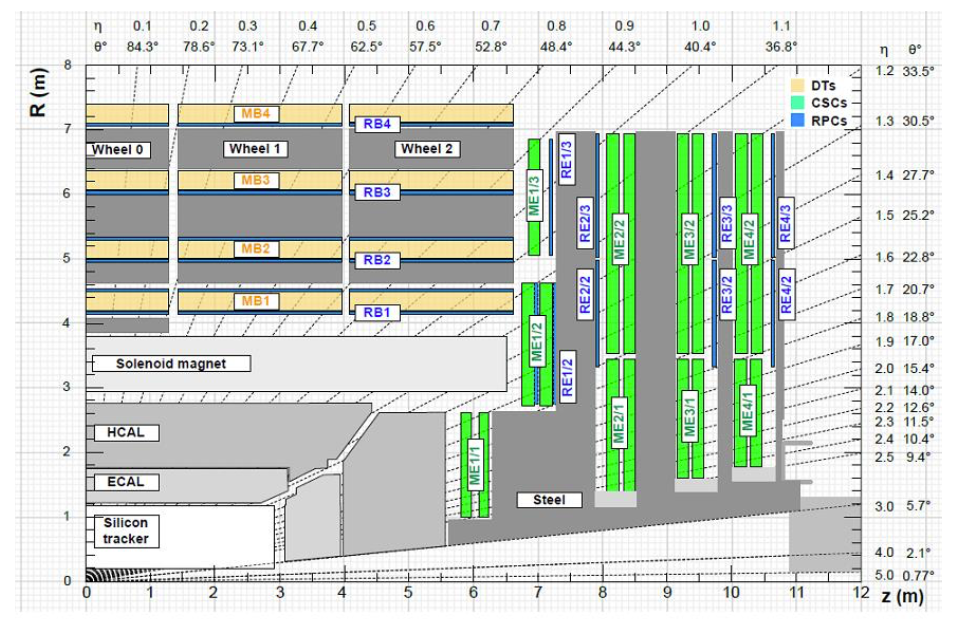 η 0.1 0.2 0.3 0.4 0.5 0.6 0.7 0.8 0.9 1.0 1.1
θ° 84.3° 78.6° 73.1° 67.7° 62.5° 57.5° 52.8° 48.4° 44.3° 40.4° 36.8° η θ°
R (m)
8
7
6
5
4
3
2
1
0
1.2 33.5°
1.3 30.5°
1.4 27.7°
1.5 25.2°
1.6 22.8°
1.7 20.7°
1.8 18.8°
1.9 17.0°
2.0 15.4°
2.1 14.0°
2.2 12.6°
2.3 11.5°
2.4 10.4°
2.5 9.4°
3.0 5.7°
4.0 2.1°
5.0 0.77°
DTs
CSCs
RPCs
MB4
RB4
Wheel 0 Wheel 1 Wheel 2
MB3
RB3
MB2
RB2
MB1
RB1
Solenoid magnet
HCAL
ECAL
Silicon
tracker
Steel
ME1/3
RE1/3
RE2/3
ME2/2
ME3/2
RE3/3
ME4/2
RE4/3
RE2/2
RE3/2
RE4/2
ME1/2
RE1/2
ME1/1
ME2/1
ME3/1
ME4/1
0 1 2 3 4 5 6 7 8 9 10 11 12
z (m)